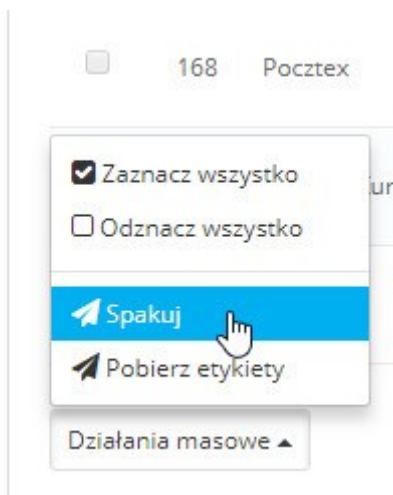 168 Pocztex
Zaznacz wszystko
Odznacz wszystko
Spakuj
Pobierz etykiety
Działania masowe